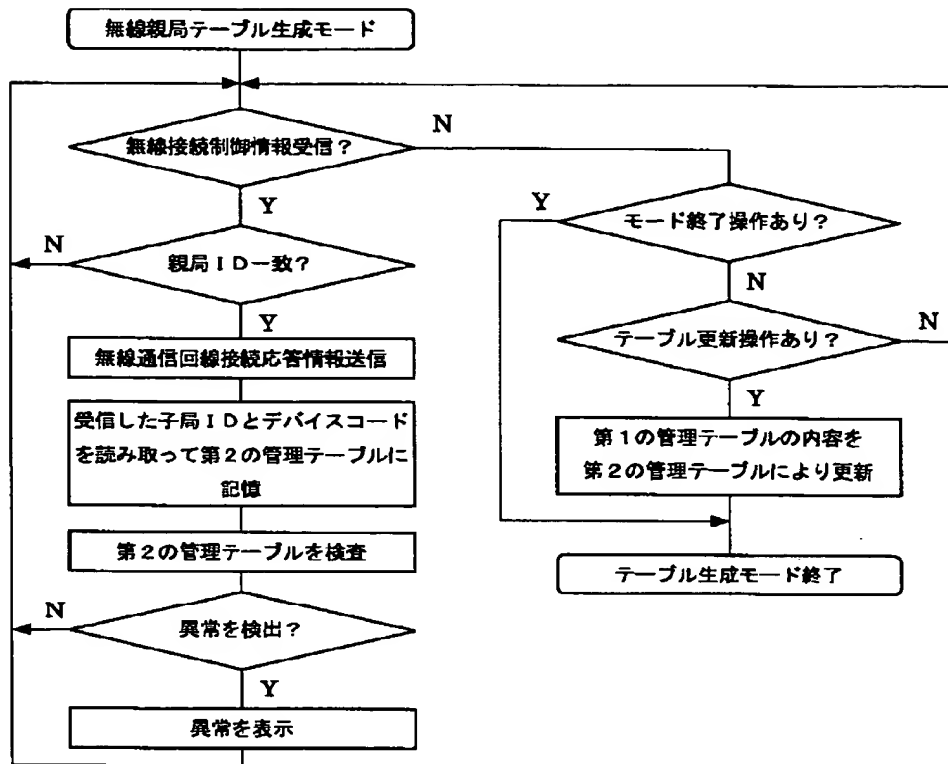 無線親局テーブル生成モード
無線接続制御情報受信？
N
Y
親局ＩＤ一致？
N
Y
無線通信回線接続応答情報送信
受信した子局ＩＤとデバイスコード
を読み取って第２の管理テーブルに
記憶
第２の管理テーブルを検査
異常を検出？
N
Y
異常を表示
モード終了操作あり？
Y
N
テーブル更新操作あり？
N
Y
第１の管理テーブルの内容を
第２の管理テーブルにより更新
テーブル生成モード終了